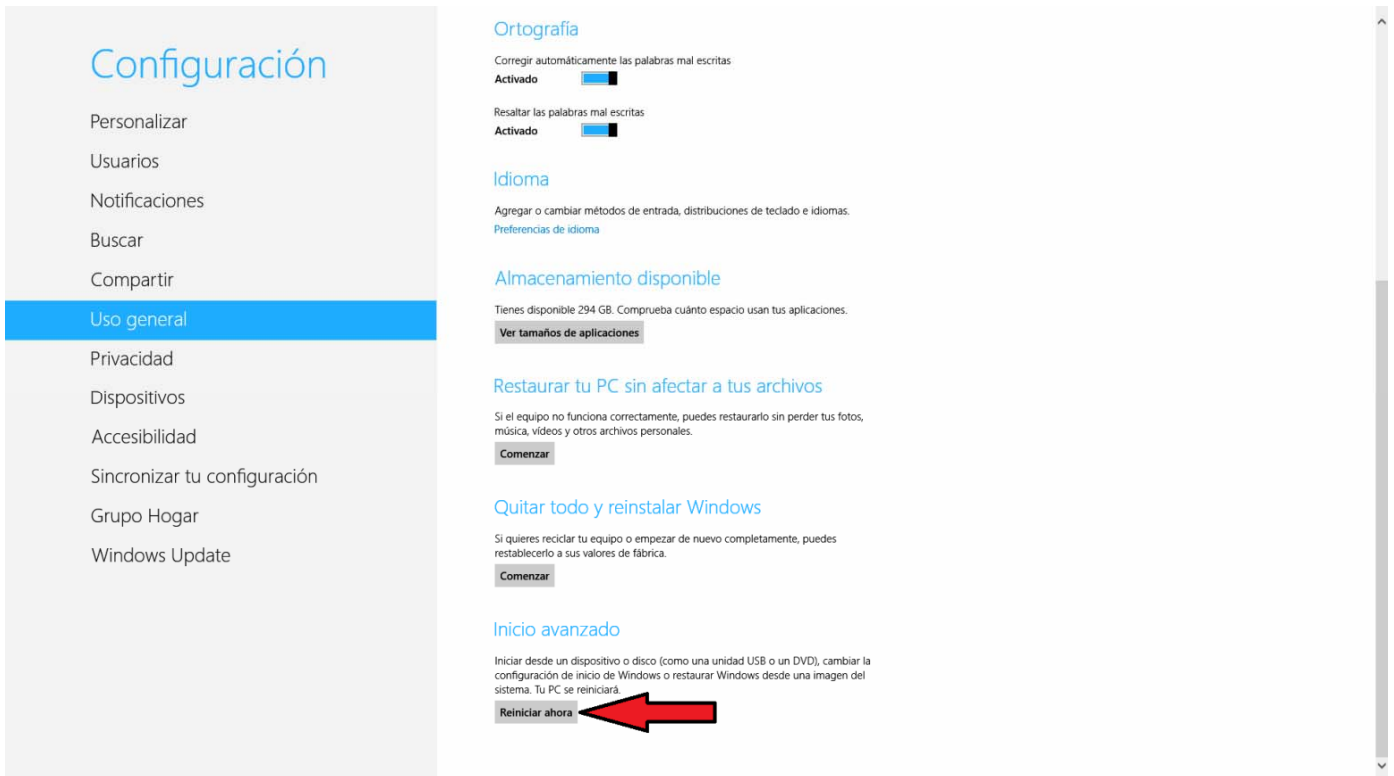 Configuración
Personalizar
Usuarios
Notificaciones
Buscar
Compartir
Uso general
Privacidad
Dispositivos
Accesibilidad
Sincronizar tu configuración
Grupo Hogar
Windows Update
Ortografía
Corregir automáticamente las palabras mal escritas
Activado
Resaltar las palabras mal escritas
Activado
Idioma
Agregar o cambiar métodos de entrada, distribuciones de teclado e idiomas.
Preferencias de idioma
Almacenamiento disponible
Tienes disponible 294 GB. Comprueba cuánto espacio usan tus aplicaciones.
Ver tamaños de aplicaciones
Restaurar tu PC sin afectar a tus archivos
Si el equipo no funciona correctamente, puedes restaurarlo sin perder tus fotos,
música, vídeos y otros archivos personales.
Comenzar
Quitar todo y reinstalar Windows
Si quieres reciclar tu equipo o empezar de nuevo completamente, puedes
restablecerlo a sus valores de fábrica.
Comenzar
Inicio avanzado
Iniciar desde un dispositivo o disco (como una unidad USB o un DVD), cambiar la
configuración de inicio de Windows o restaurar Windows desde una imagen del
sistema. Tu PC se reiniciará.
Reiniciar ahora